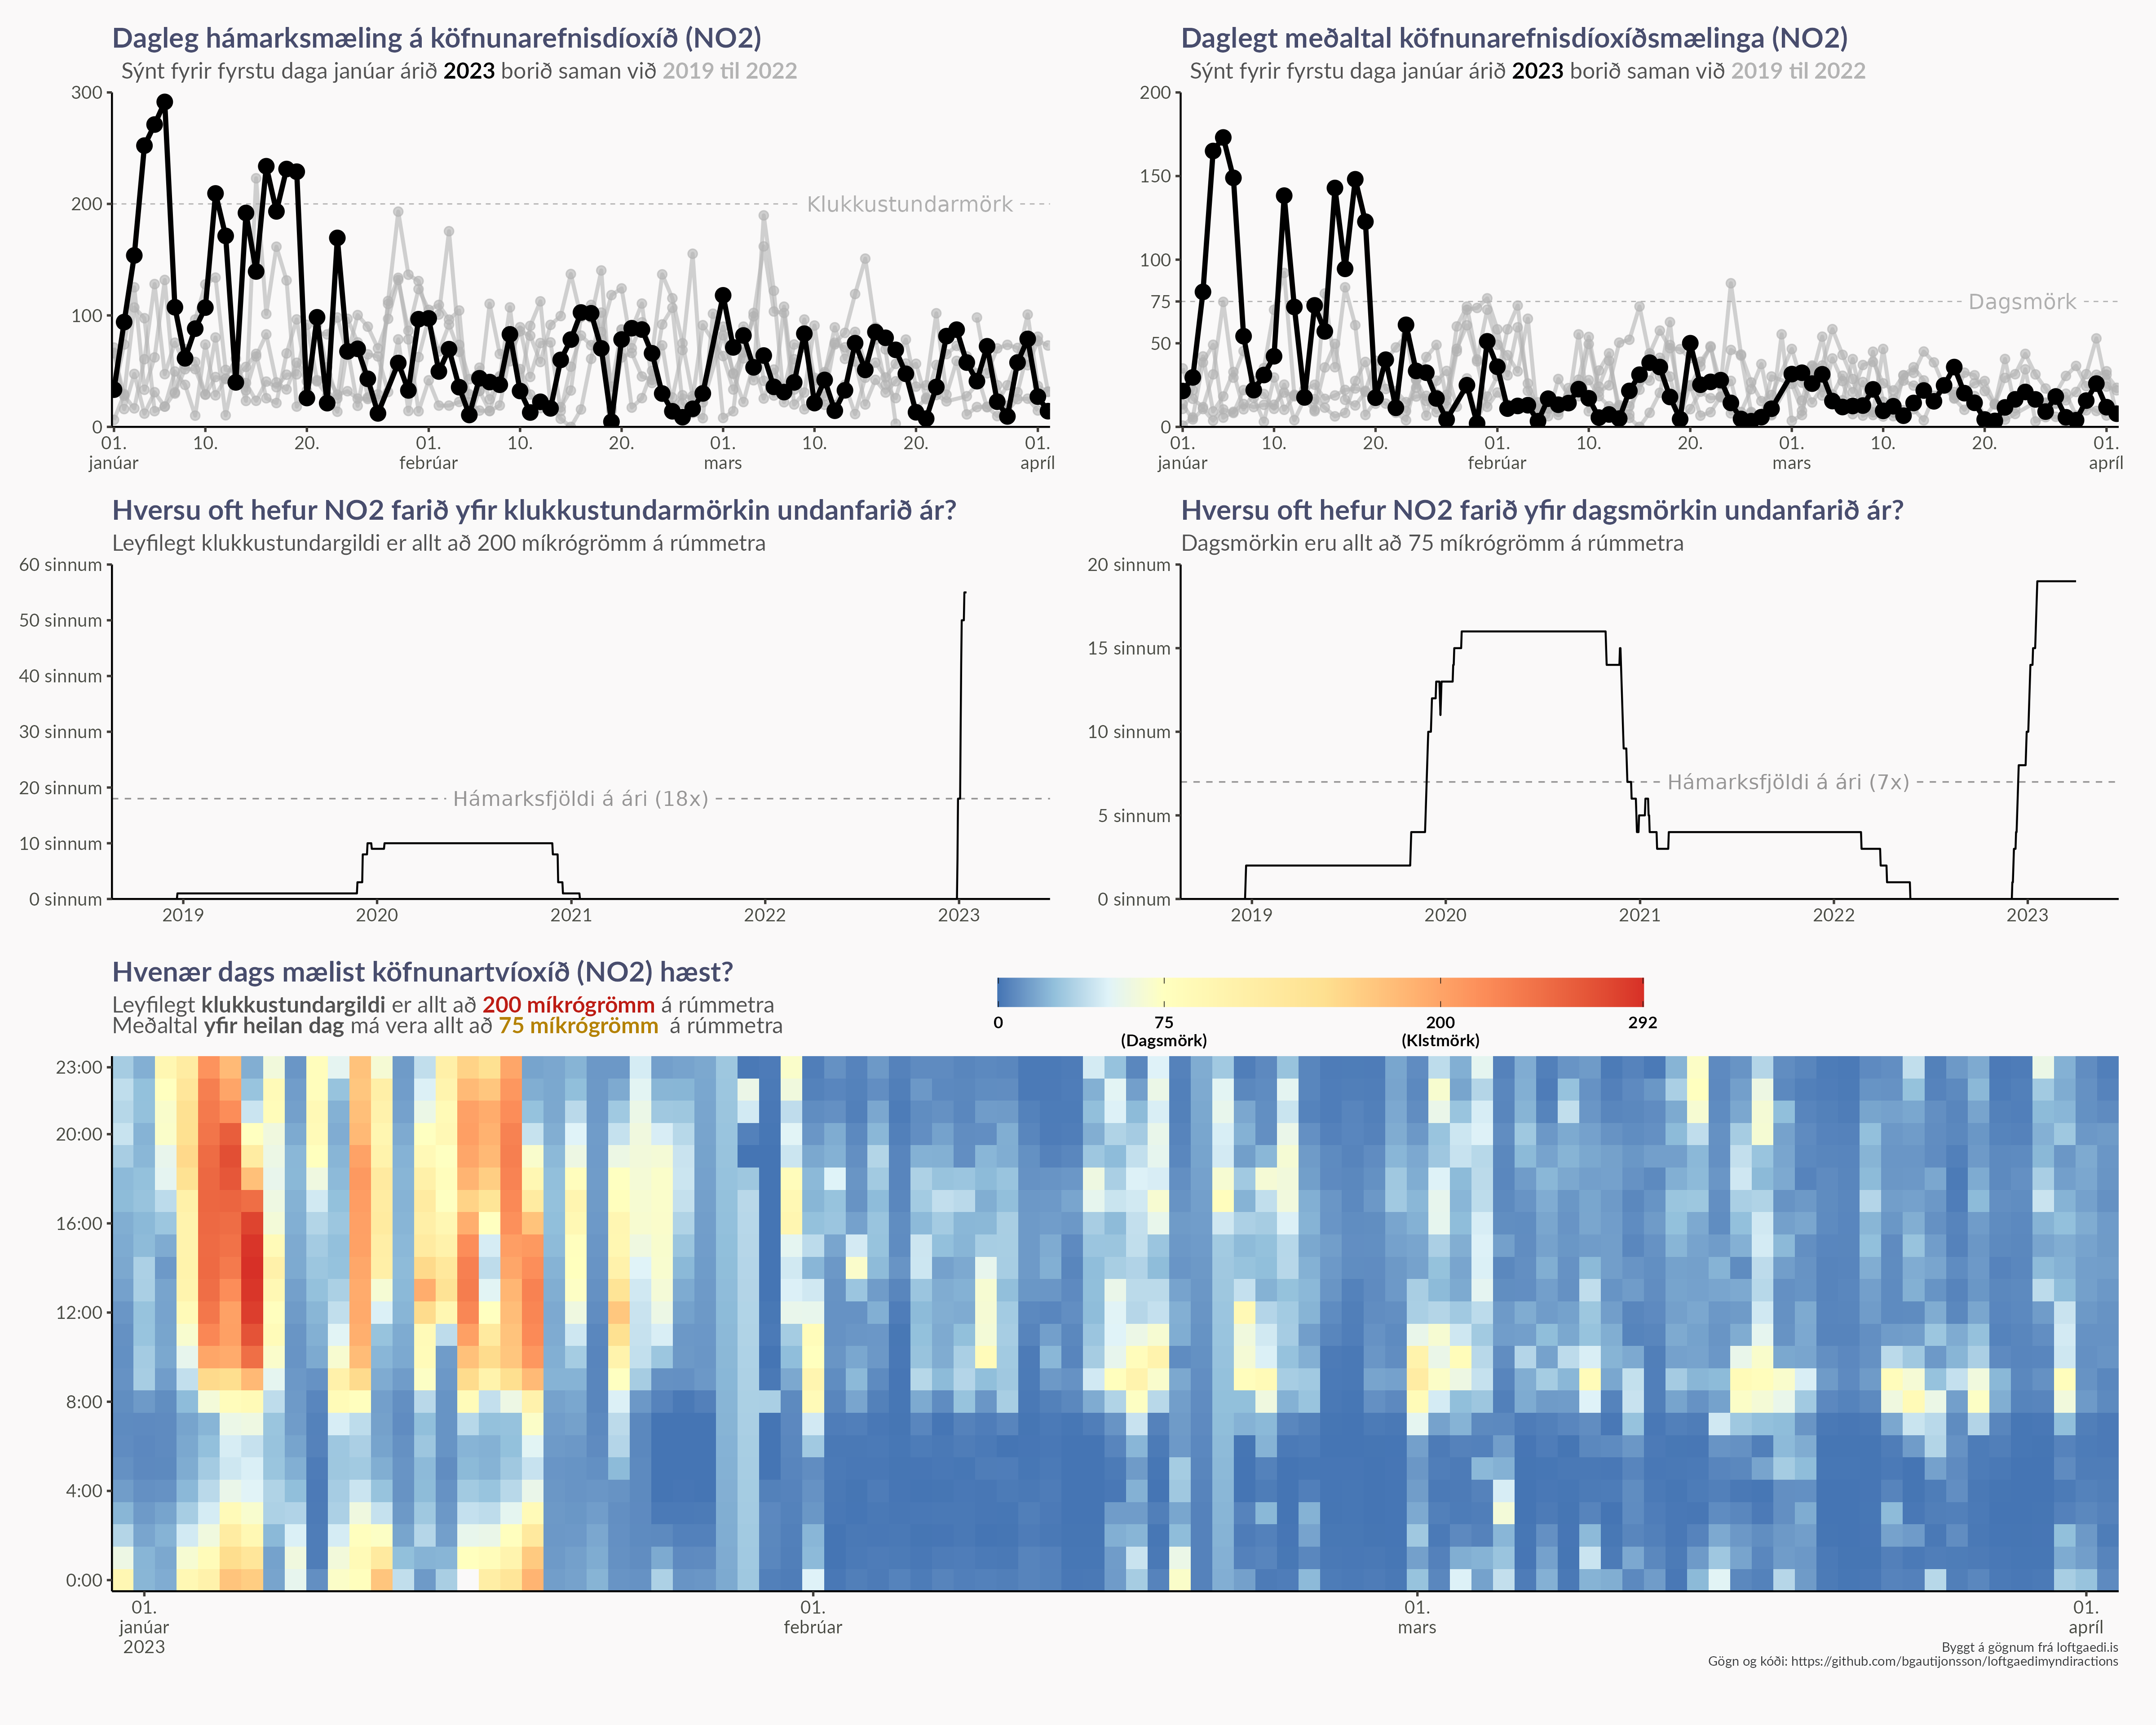 Dagleg hámarksmæling á köfnunarefnisdíoxíð (NO2)
Sýnt fyrir fyrstu daga janúar árið 2023 borið saman við 2019 til 2022
300
200
100
0
Klukkustundarmörk
01. 10. 20. 01. 10. 20. 01. 10. 20. 01.
janúar febrúar mars apríl
Daglegt meðaltal köfnunarefnisdíoxíðsmælinga (NO2)
Sýnt fyrir fyrstu daga janúar árið 2023 borið saman við 2019 til 2022
200
150
100
75
50
0
Dagsmörk
01. 10. 20. 01. 10. 20. 01. 10. 20. 01.
janúar febrúar mars apríl
Hversu oft hefur NO2 farið yfir klukkustundarmörkin undanfarið ár?
Leyfilegt klukkustundargildi er allt að 200 míkrógrömm á rúmmetra
60 sinnum
50 sinnum
40 sinnum
30 sinnum
20 sinnum
10 sinnum
0 sinnum
Hámarksfjöldi á ári (18x)
2019 2020 2021 2022 2023
Hversu oft hefur NO2 farið yfir dagsmörkin undanfarið ár?
Dagsmörkin eru allt að 75 míkrógrömm á rúmmetra
20 sinnum
15 sinnum
10 sinnum
5 sinnum
0 sinnum
Hámarksfjöldi á ári (7x)
2019 2020 2021 2022 2023
Hvenær dags mælist köfnunartvíoxíð (NO2) hæst?
Leyfilegt klukkustundargildi er allt að 200 míkrógrömm á rúmmetra
Meðaltal yfir heilan dag má vera allt að 75 míkrógrömm á rúmmetra
0 75 200 292
(Dagsmörk) (Klstmörk)
23:00
20:00
16:00
12:00
8:00
4:00
0:00
01. 01. 01. 01.
janúar febrúar mars apríl
2023
Byggt á gögnum frá loftgaedi.is
Gögn og kóði: https://github.com/bgautijonsson/loftgaedimyndiractions